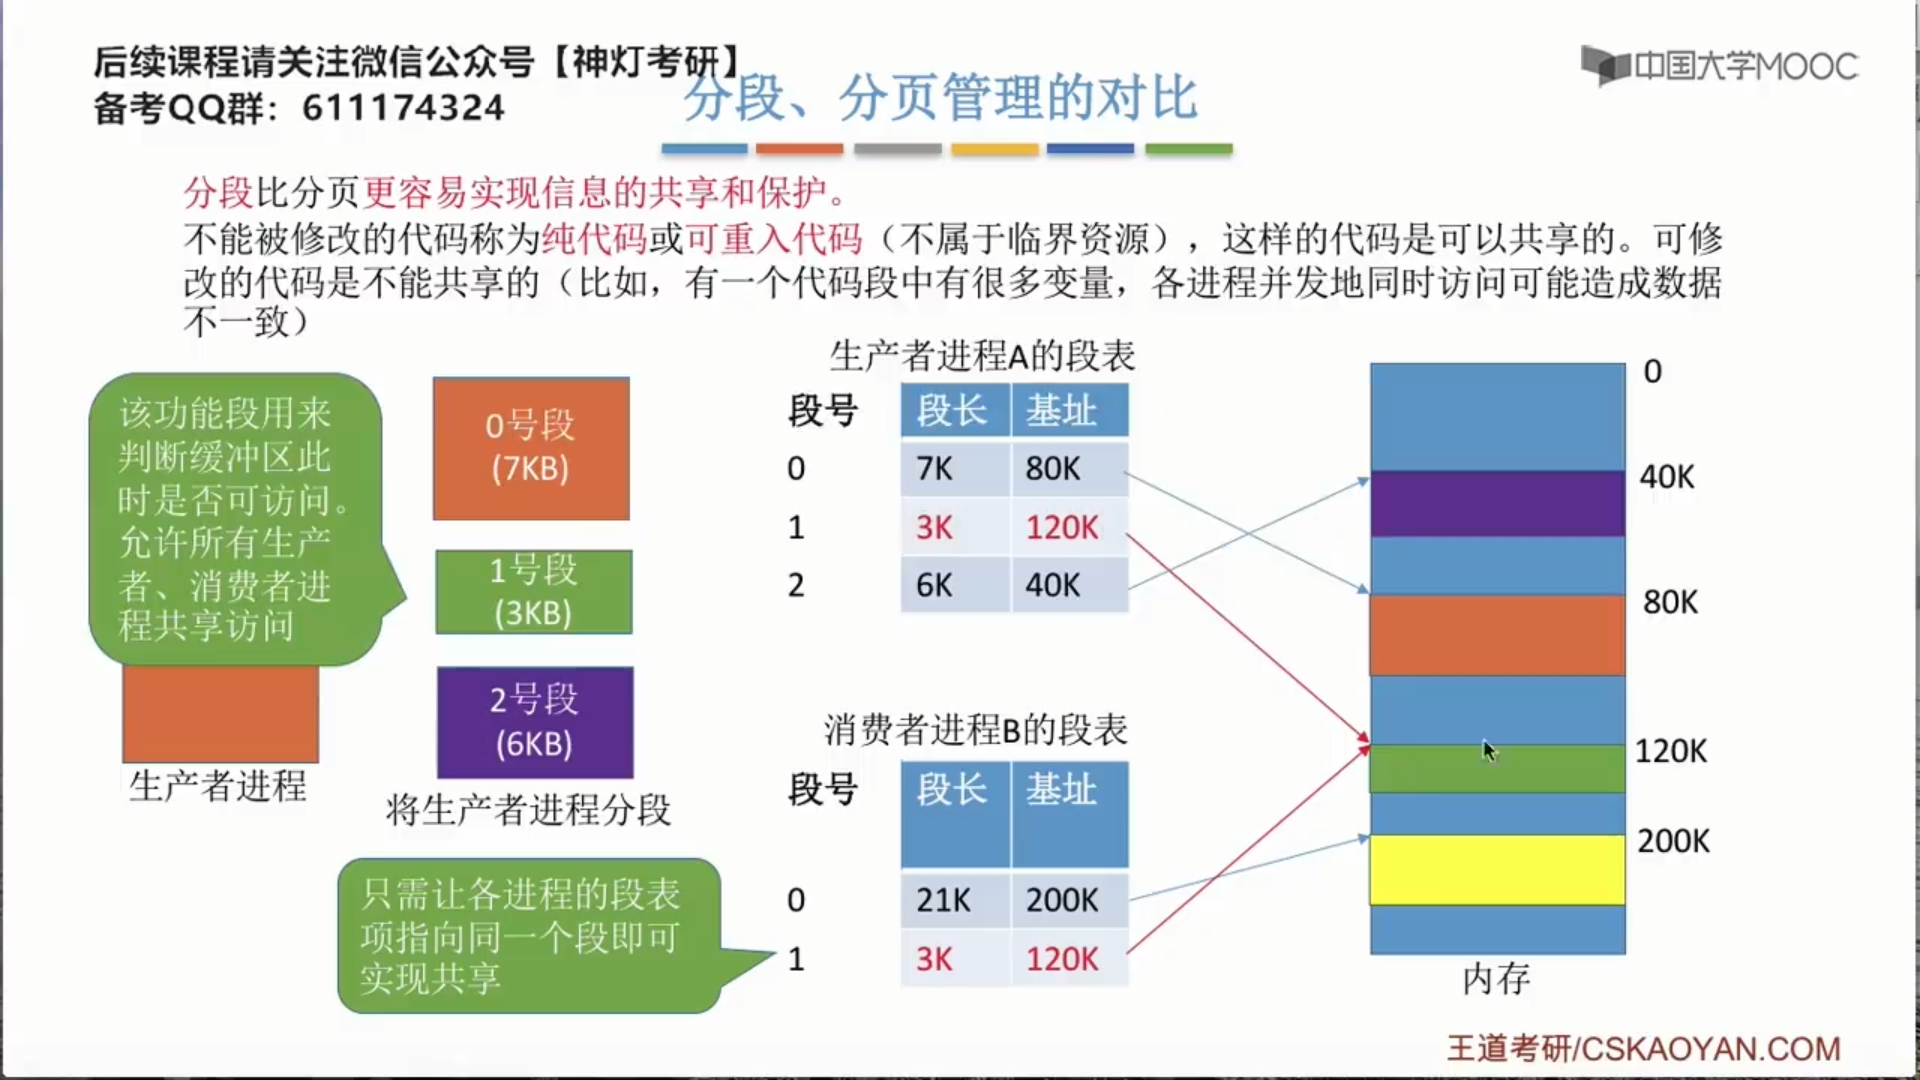 后续课程请关注微信公众号【神灯考研】
备考QQ群：611174324
中国大学MOOC
分段、分页管理的对比
分段比分页更容易实现信息的共享和保护。
不能被修改的代码称为纯代码或可重入代码（不属于临界资源），这样的代码是可以共享的。可修
改的代码是不能共享的（比如，有一个代码段中有很多变量，各进程并发地同时访问可能造成数据
不一致）
该功能段用来
判断缓冲区此
时是否可访问。
允许所有生产
者、消费者进
程共享访问
生产者进程
0号段
(7KB)
1号段
(3KB)
2号段
(6KB)
将生产者进程分段
生产者进程A的段表
段号 段长 基址
0 7K 80K
1 3K 120K
2 6K 40K
消费者进程B的段表
段号 段长 基址
0 21K 200K
1 3K 120K
只需让各进程的段表
项指向同一个段即可
实现共享
0
40K
80K
120K
200K
内存
王道考研/CSKAOYAN.COM